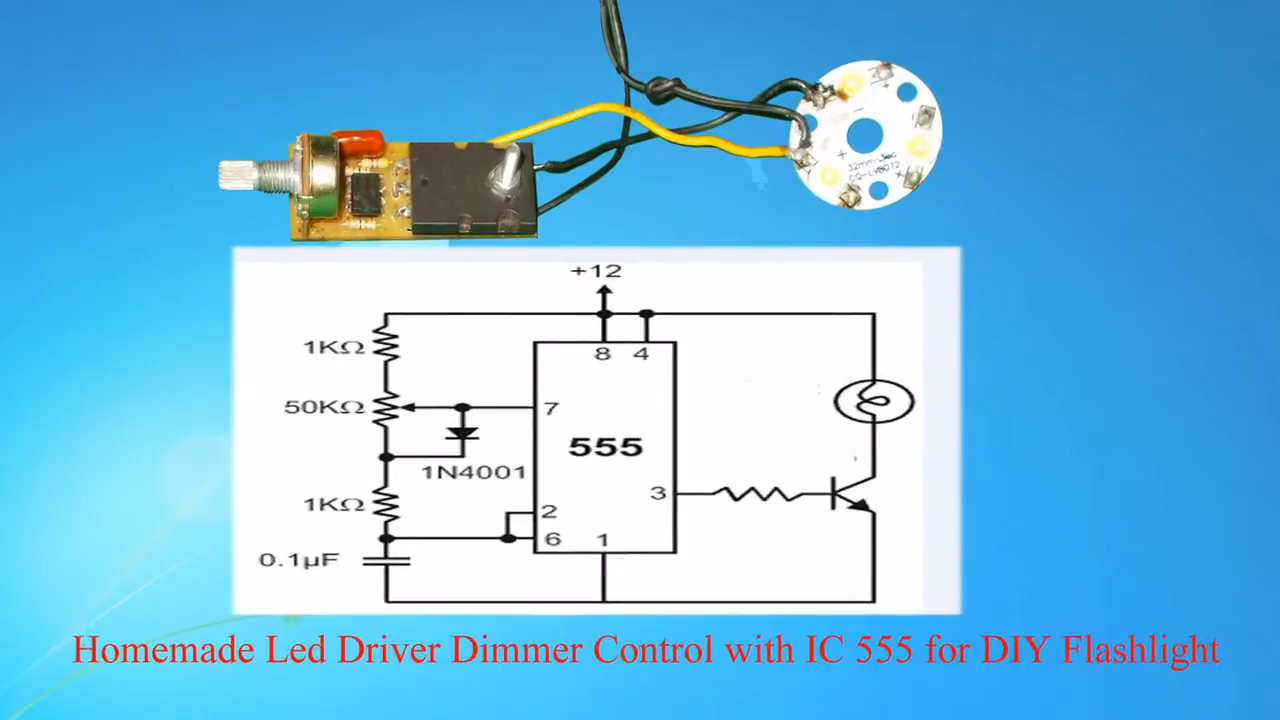 32mm
+12
1KΩ
8 4
50KΩ
7
555
1N4001
3
1KΩ
2
6 1
0.1µF
Homemade Led Driver Dimmer Control with IC 555 for DIY Flashlight